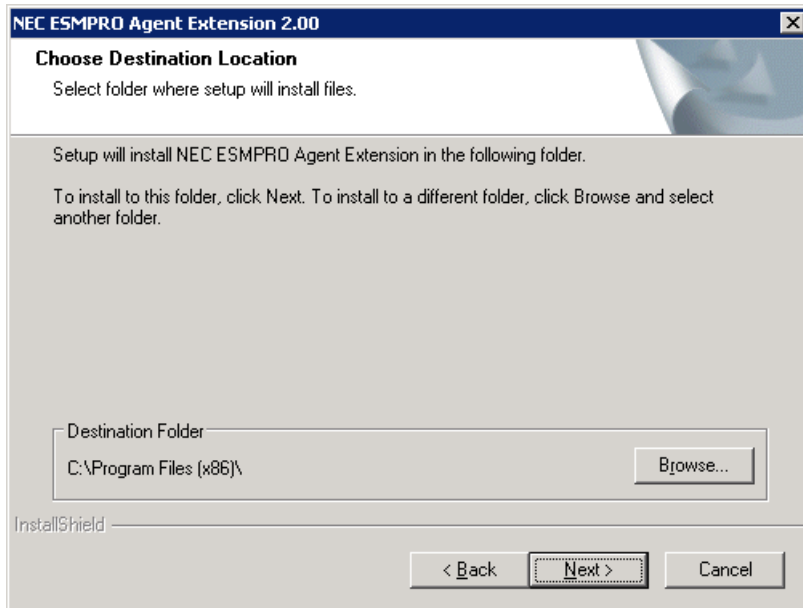 NEC ESMPRO Agent Extension 2.00
Choose Destination Location
Select folder where setup will install files.
Setup will install NEC ESMPRO Agent Extension in the following folder.
To install to this folder, click Next. To install to a different folder, click Browse and select
another folder.
Destination Folder
C:\Program Files (x86)\
Browse...
InstallShield
< Back
Next >
Cancel